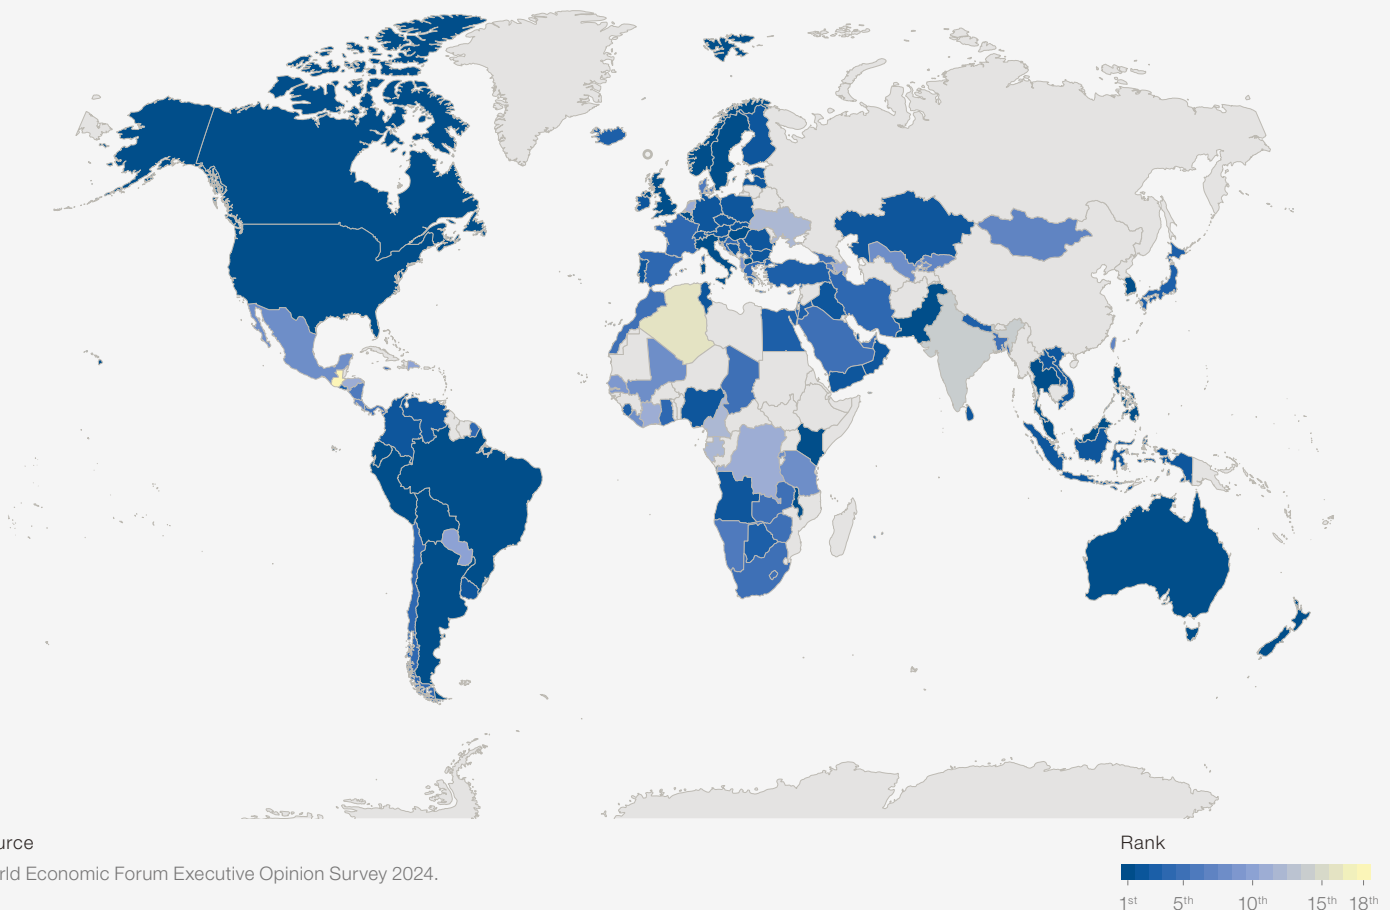 urce
rld Economic Forum Executive Opinion Survey 2024.
Rank
1st 5th 10th 15th 18th